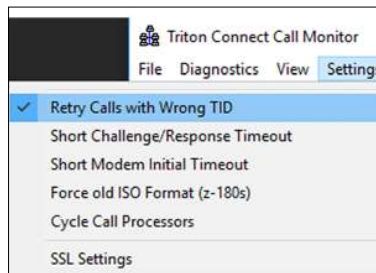 Triton Connect Call Monitor
File Diagnostics View Settings
Retry Calls with Wrong TID
Short Challenge/Response Timeout
Short Modem Initial Timeout
Force old ISO Format (z-180s)
Cycle Call Processors
SSL Settings